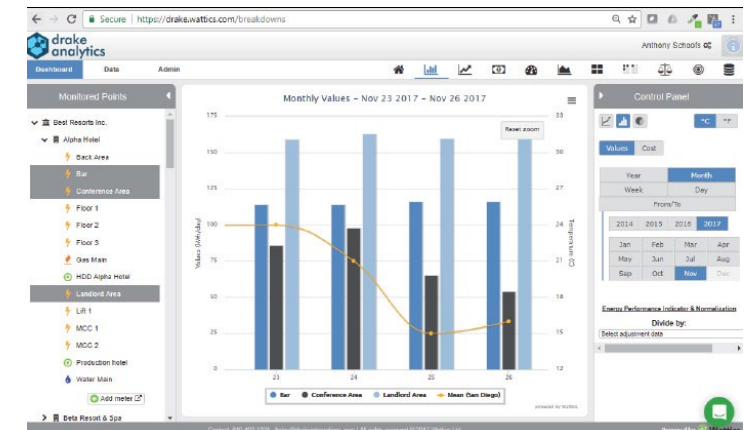 Secure | https://drake.wattics.com/breakdowns
drake
analytics
Anthony Schoofs
Dashboard Data Admin
Monitored Points
Best Resorts Inc.
Alpha Hotel
Back Area
Bar
Conference Area
Floor 1
Floor 2
Floor 3
Gas Main
HDD Alpha Hotel
Landlord Area
Lift 1
MCC 1
MCC 2
Production hotel
Water Main
Add meter
Beta Resort & Spa
Monthly Values – Nov 23 2017 – Nov 26 2017
Reset zoom
175
150
125
100
75
50
25
0
Values (kWh/day)
33
30
27
24
21
18
15
12
Temperature (C)
23 24 25 26
Bar Conference Area Landlord Area Mean (San Diego)
powered by Wattics
Control Panel
°C °F
Values Cost
Year Month
Week Day
From/To
2014 2015 2016 2017
Jan Feb Mar Apr
May Jun Jul Aug
Sep Oct Nov Dec
Energy Performance Indicator & Normalization
Divide by:
Select adjustment data